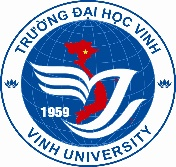 TRƯỜNG ĐẠI HỌC VINH
1959
VINH UNIVERSITY